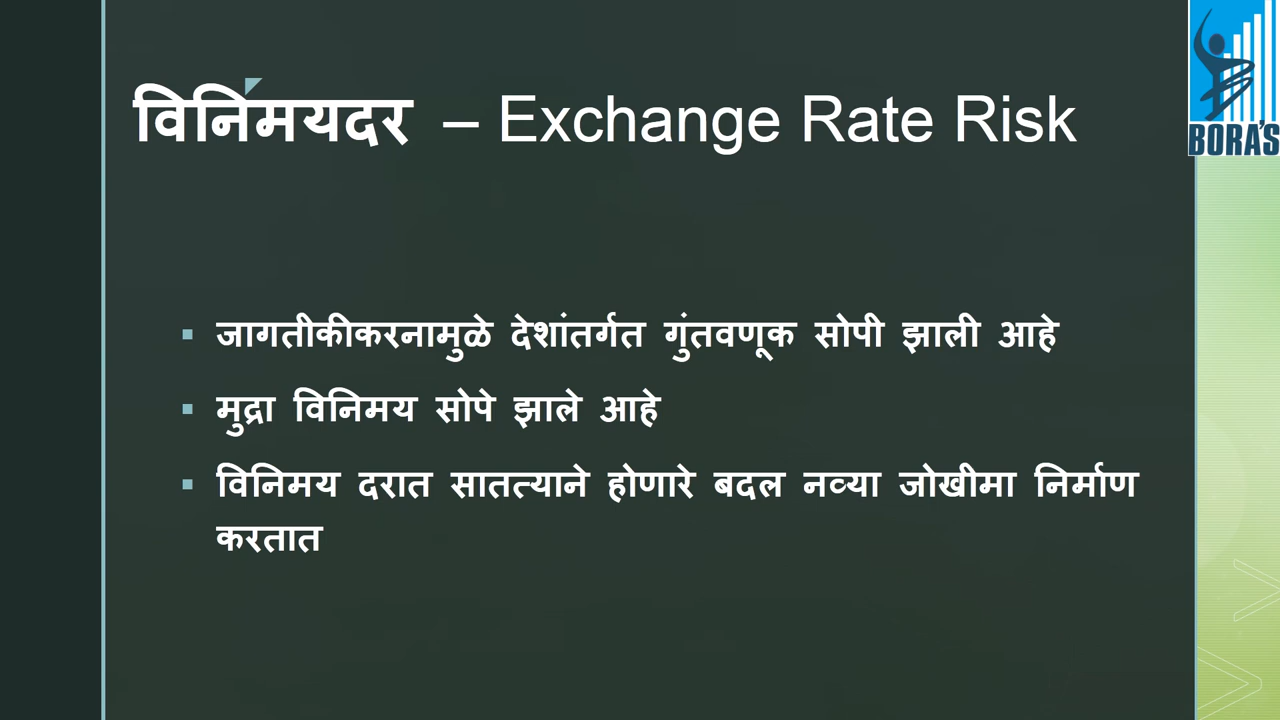 विनिमयदर – Exchange Rate Risk
BORA'S
जागतीकीकरनामुळे देशांतर्गत गुंतवणूक सोपी झाली आहे
मुद्रा विनिमय सोपे झाले आहे
विनिमय दरात सातत्याने होणारे बदल नव्या जोखीमा निर्माण
करतात